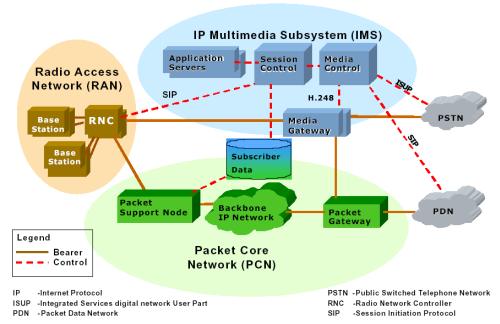 IP Multimedia Subsystem (IMS)
Application
Servers
Session
Control
Media
Control
Radio Access
Network (RAN)
SIP
H.248
ISUP
Base
Station
RNC
Media
Gateway
PSTN
SIP
Base
Station
Subscriber
Data
Packet
Support Node
Backbone
IP Network
Packet
Gateway
PDN
Packet Core
Network (PCN)
Legend
Bearer
Control
IP -Internet Protocol
ISUP -Integrated Services digital network User Part
PDN -Packet Data Network
PSTN -Public Switched Telephone Network
RNC -Radio Network Controller
SIP -Session Initiation Protocol